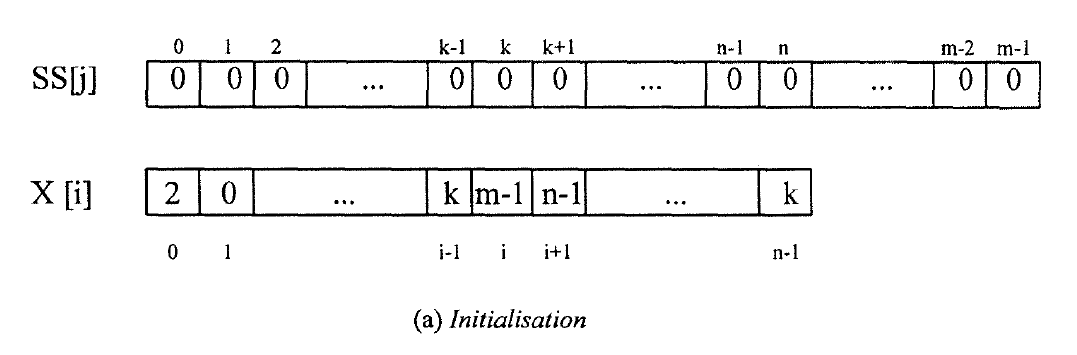 0 1 2 k-1 k k+1 n-1 n m-2 m-1
SS[j] 0 0 0 ... 0 0 0 ... 0 0 ... 0 0
X [i] 2 0 ... k m-1 n-1 ... k
0 1 i-1 i i+1 n-1
(a) Initialisation